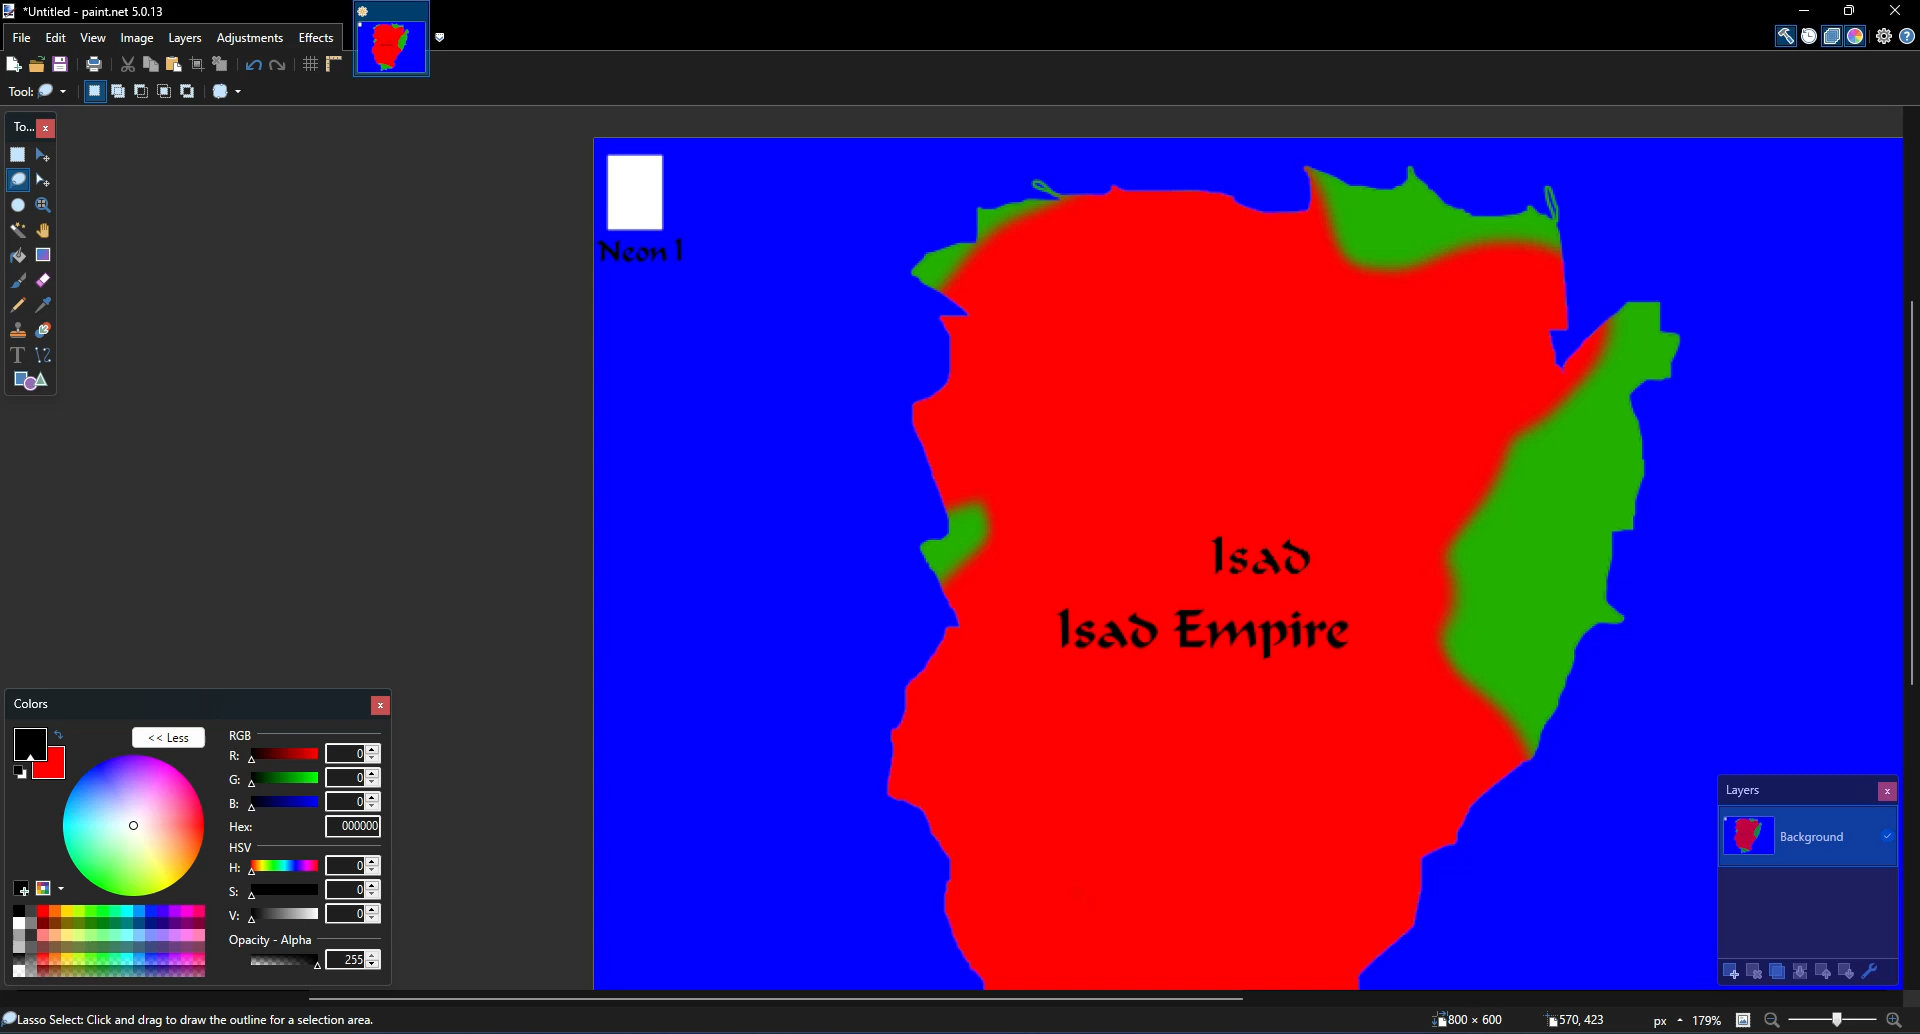 *Untitled - paint.net 5.0.13
File Edit View Image Layers Adjustments Effects
Tool:
To...
Neon 1
Isad
Isad Empire
Colors
<< Less
RGB
R: 0
G: 0
B: 0
Hex: 000000
HSV
H: 0
S: 0
V: 0
Opacity - Alpha
255
Layers
Background
Lasso Select: Click and drag to draw the outline for a selection area.
800 × 600 570, 423 px 179%